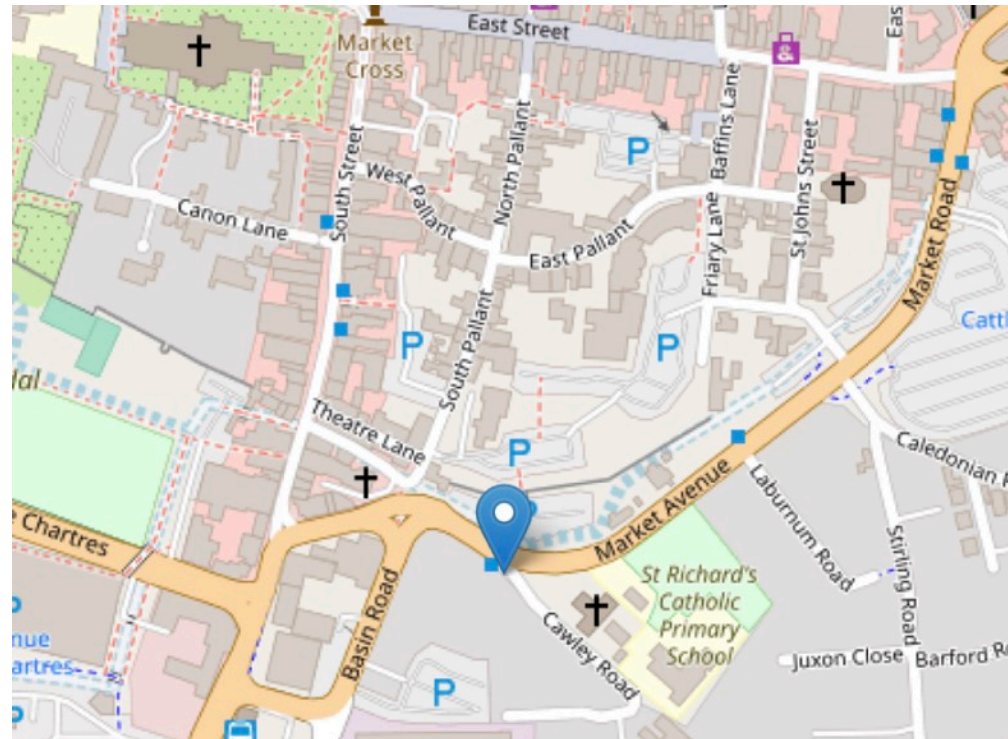 East Street
Market
Cross
South Street
West Pallant
North Pallant
Baffins Lane
St Johns Street
Canon Lane
East Pallant
Friary Lane
Market Road
P
P
P
South Pallant
Theatre Lane
P
Caledonian
Market Avenue
Laburnum Road
Stirling Road
Chartres
Basin Road
St Richard's
Catholic
Primary
School
Cawley Road
Juxon Close
Barford
P